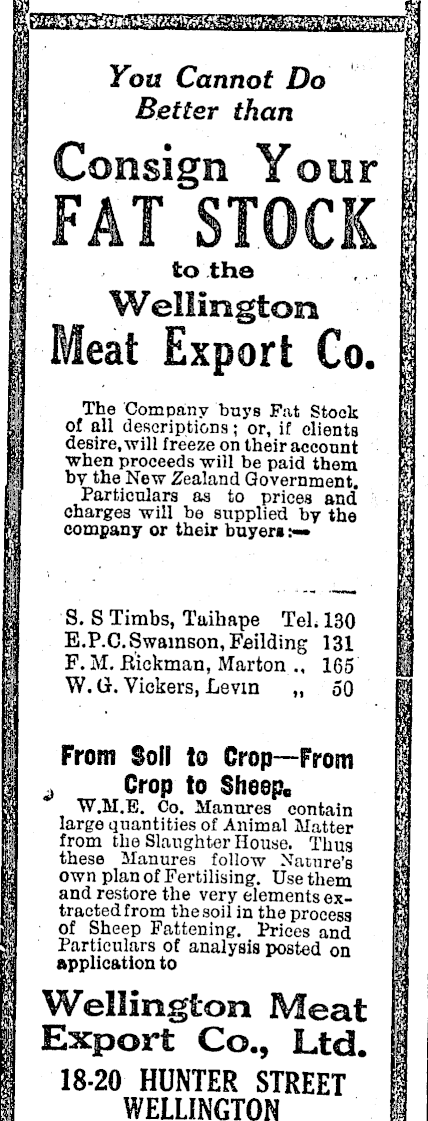 You Cannot Do
Better than
Consign Your
FAT STOCK
to the
Wellington
Meat Export Co.
The Company buys Fat Stock
of all descriptions; or, if clients
desire, will freeze on their account
when proceeds will be paid them
by the New Zealand Government.
Particulars as to prices and
charges will be supplied by the
company or their buyers:—
S. S Timbs, Taihape Tel. 130
E.P.C. Swainson, Feilding 131
F. M. Rickman, Marton ., 165
W. G. Vickers, Levin „ 50
From Soil to Crop—From
Crop to Sheep.
W.M.E. Co. Manures contain
large quantities of Animal Matter
from the Slaughter House. Thus
these Manures follow Nature's
own plan of Fertilising. Use them
and restore the very elements ex-
tracted from the soil in the process
of Sheep Fattening. Prices and
Particulars of analysis posted on
application to
Wellington Meat
Export Co., Ltd.
18-20 HUNTER STREET
WELLINGTON